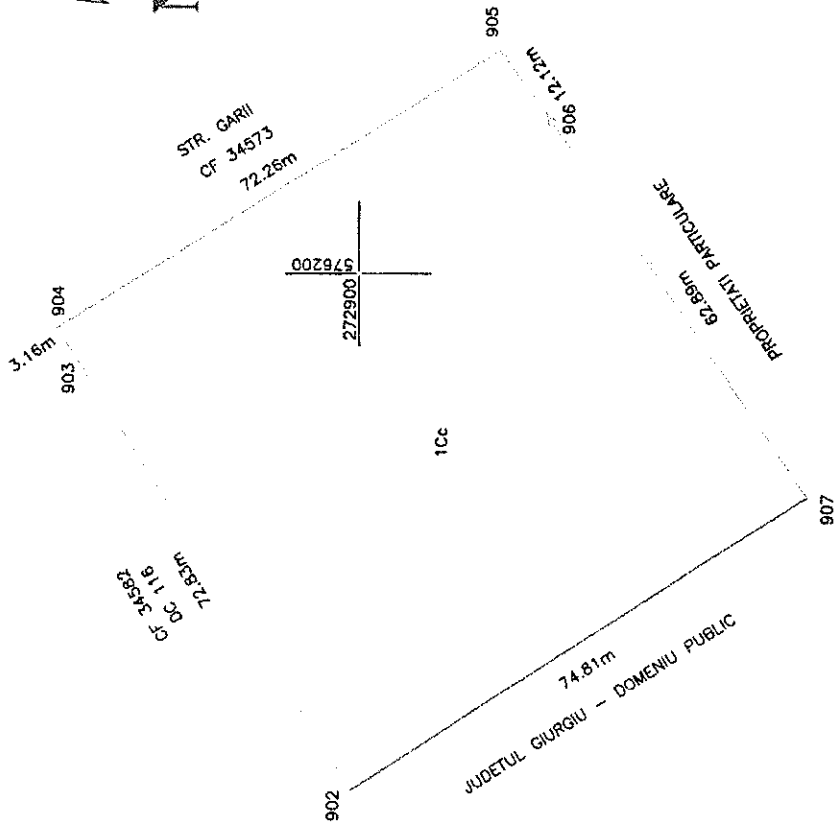 905
STR. GARII
CF 34573
72.26m
12.12m
906
904
3.16m
903
576200
272900
PROPRIETATI PARTICULARE
62.89m
1Cc
CF 34582
DC 116
72.83m
907
74.81m
JUDETUL GIURGIU - DOMENIU PUBLIC
902